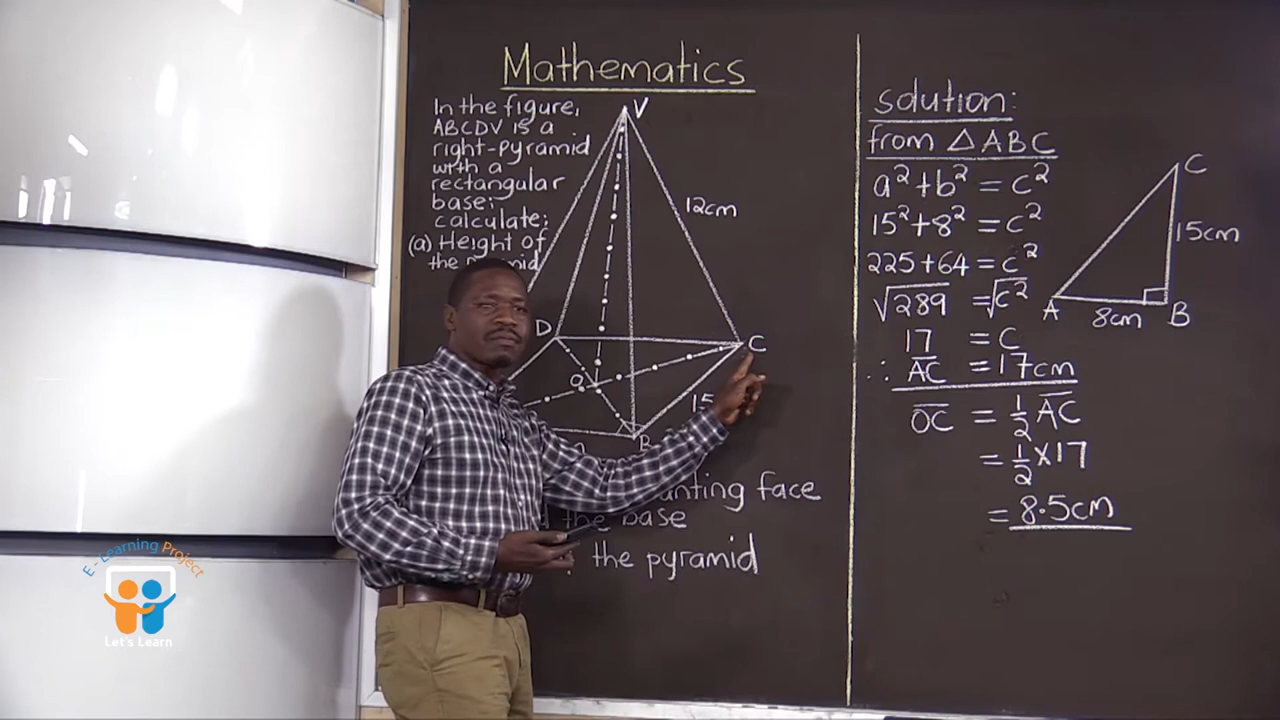 Mathematics
In the figure,
ABCDV is a
right-pyramid
with a
rectangular
base:
calculate:
(a) Height of
the
V
12cm
D
C
O
15
B
anting face
the base
the pyramid
solution:
from △ABC
a² + b² = c²
15² + 8² = c²
225 + 64 = c²
√289 = √c²
17 = C
∴ AC = 17cm
OC = 1/2 AC
= 1/2 × 17
= 8.5cm
C
15cm
A
8cm
B
E - Learning Project
Let's Learn